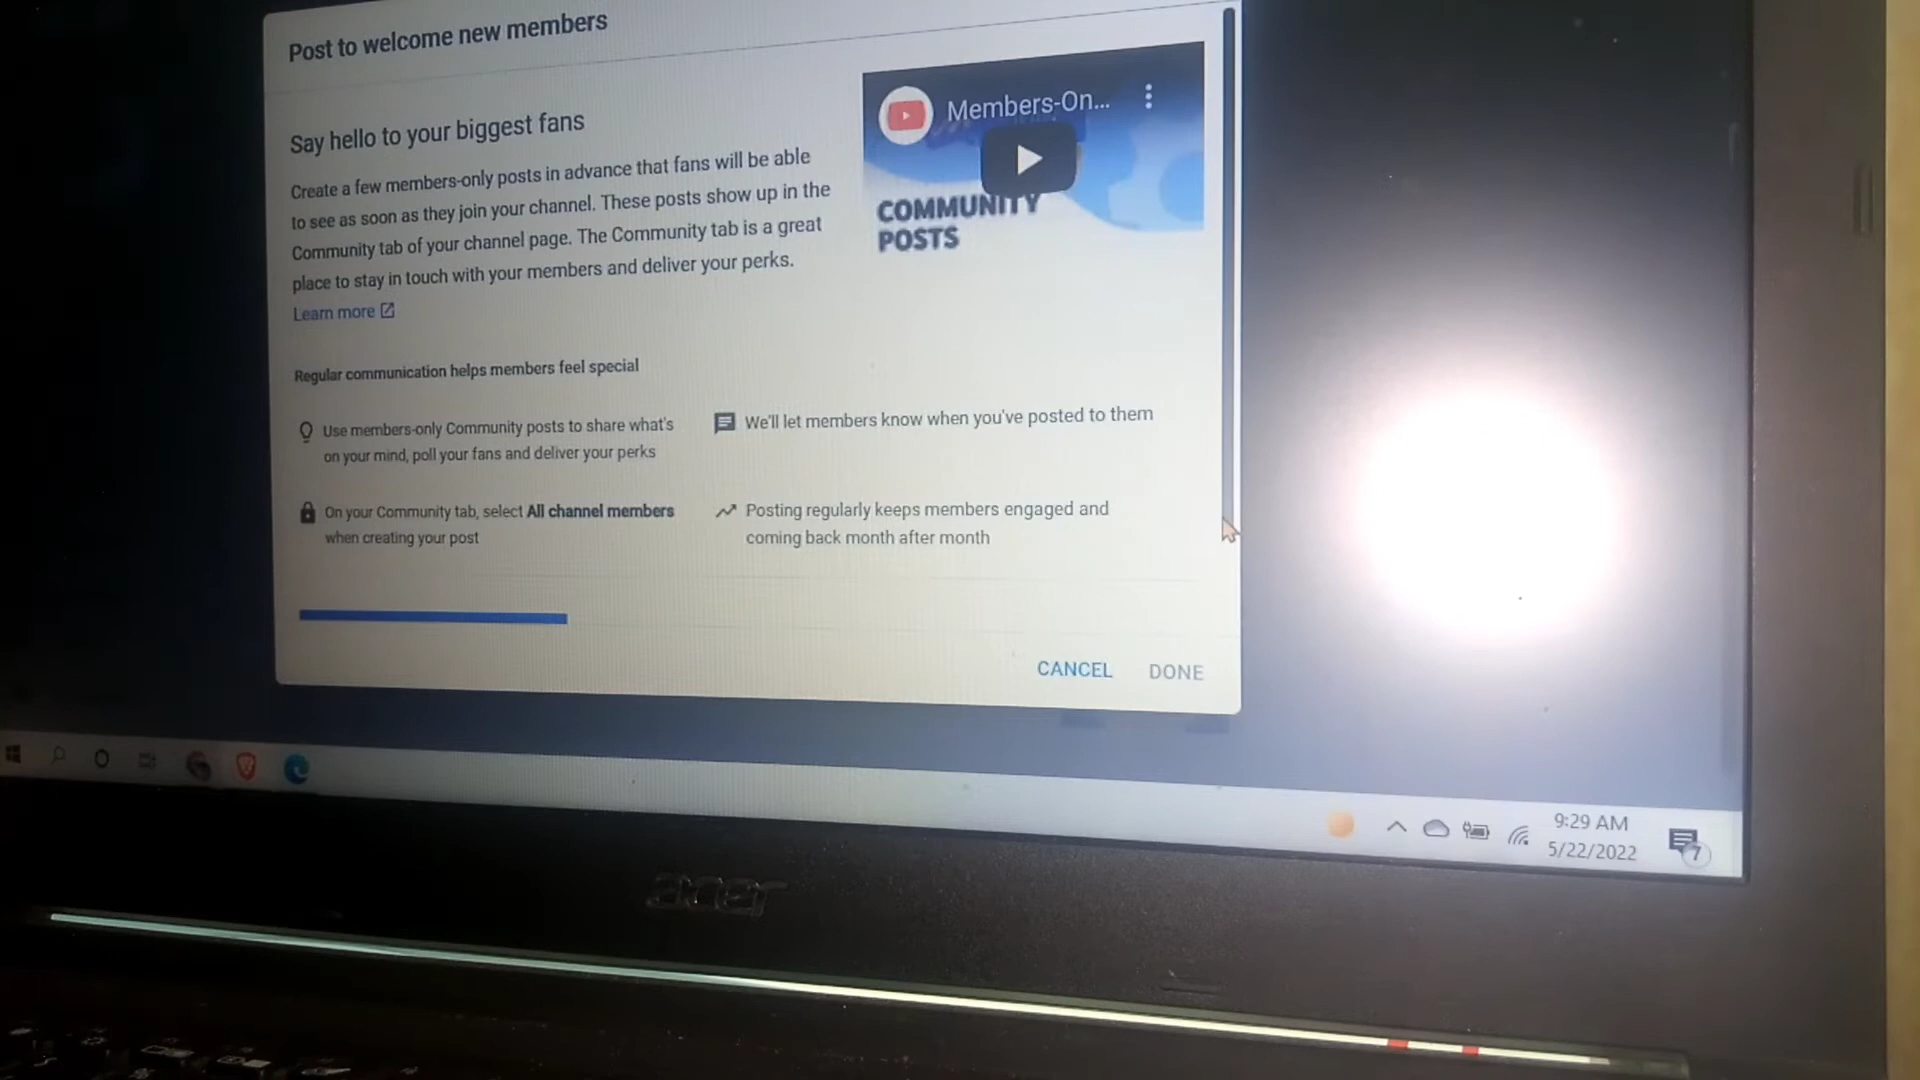 Post to welcome new members
Say hello to your biggest fans
Create a few members-only posts in advance that fans will be able
to see as soon as they join your channel. These posts show up in the
Community tab of your channel page. The Community tab is a great
place to stay in touch with your members and deliver your perks.
Learn more
Members-On...
COMMUNITY
POSTS
Regular communication helps members feel special
Use members-only Community posts to share what's
on your mind, poll your fans and deliver your perks
We'll let members know when you've posted to them
On your Community tab, select All channel members
when creating your post
Posting regularly keeps members engaged and
coming back month after month
CANCEL DONE
9:29 AM
5/22/2022
7
acer